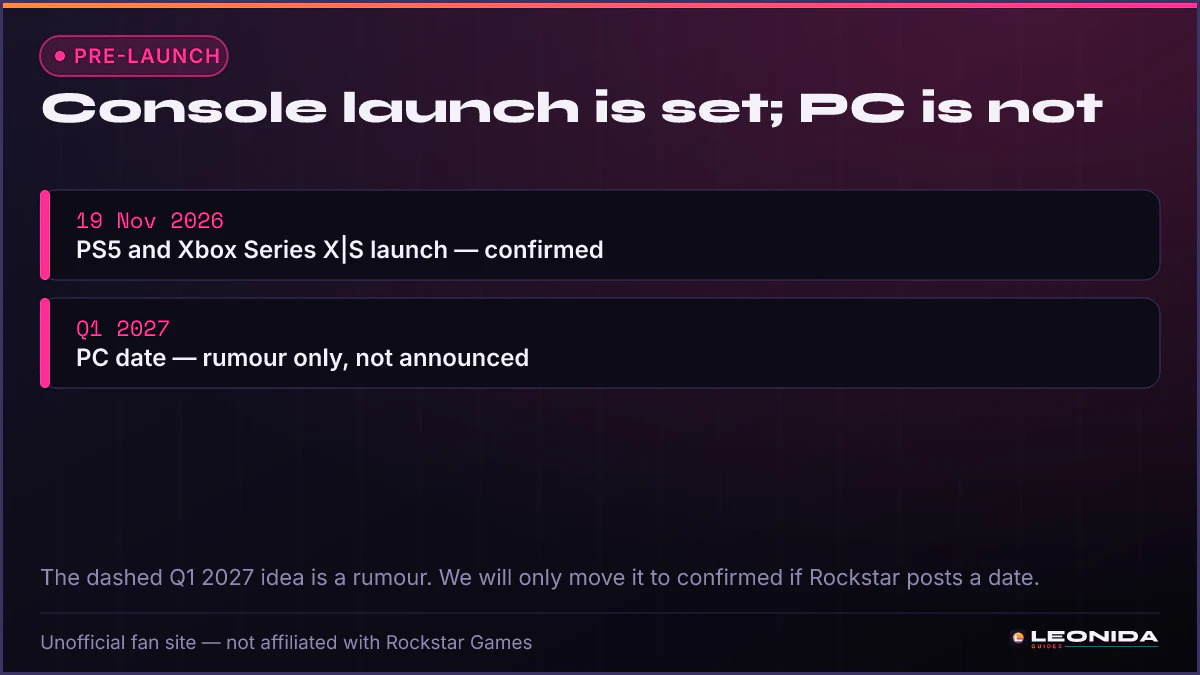 PRE-LAUNCH
Console launch is set; PC is not
19 Nov 2026
PS5 and Xbox Series X|S launch — confirmed
Q1 2027
PC date — rumour only, not announced
The dashed Q1 2027 idea is a rumour. We will only move it to confirmed if Rockstar posts a date.
Unofficial fan site — not affiliated with Rockstar Games
LEONIDA
GUIDES